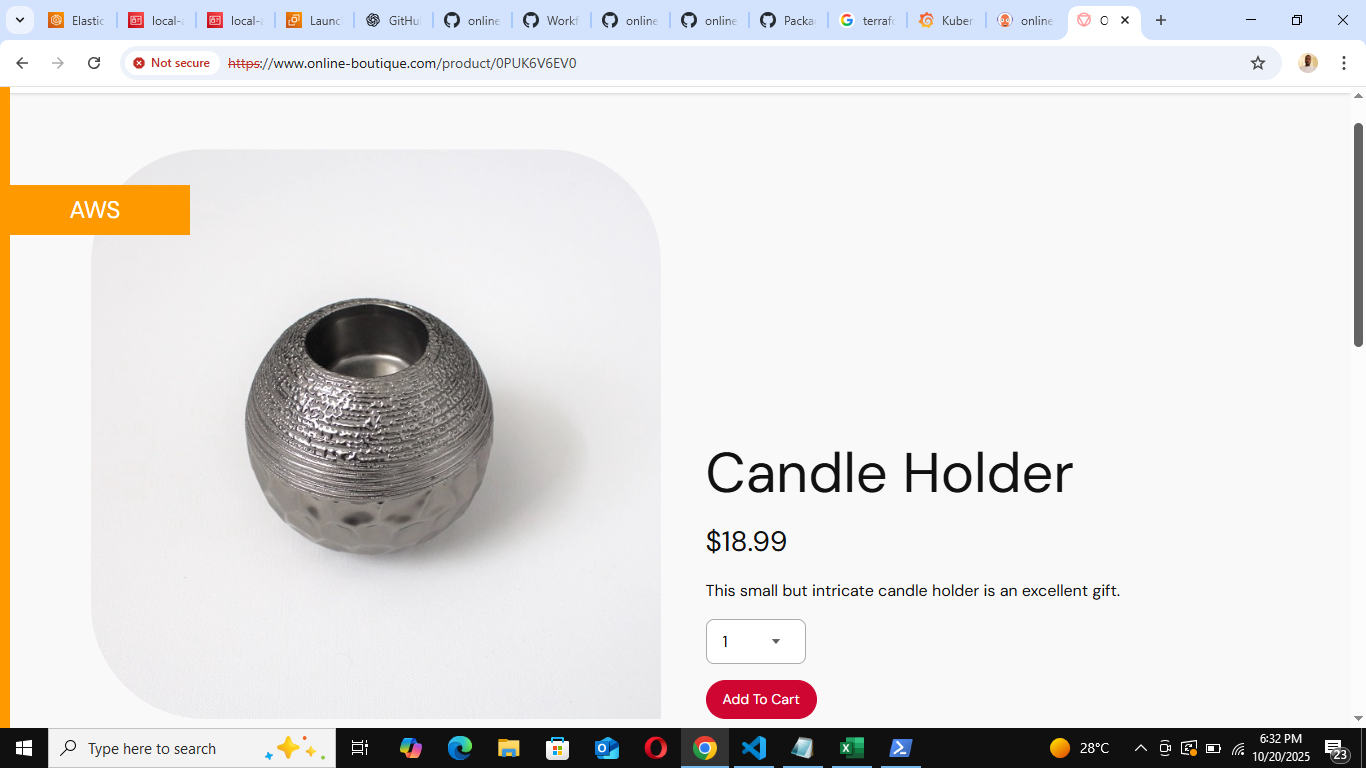 Elastic
local-a
local-a
Launc
GitHu
online
Workf
online
online
Packa
terrafo
Kuber
online
O
Not secure
https://www.online-boutique.com/product/0PUK6V6EV0
AWS
Candle Holder
$18.99
This small but intricate candle holder is an excellent gift.
1
Add To Cart
Type here to search
28°C
6:32 PM
10/20/2025
23